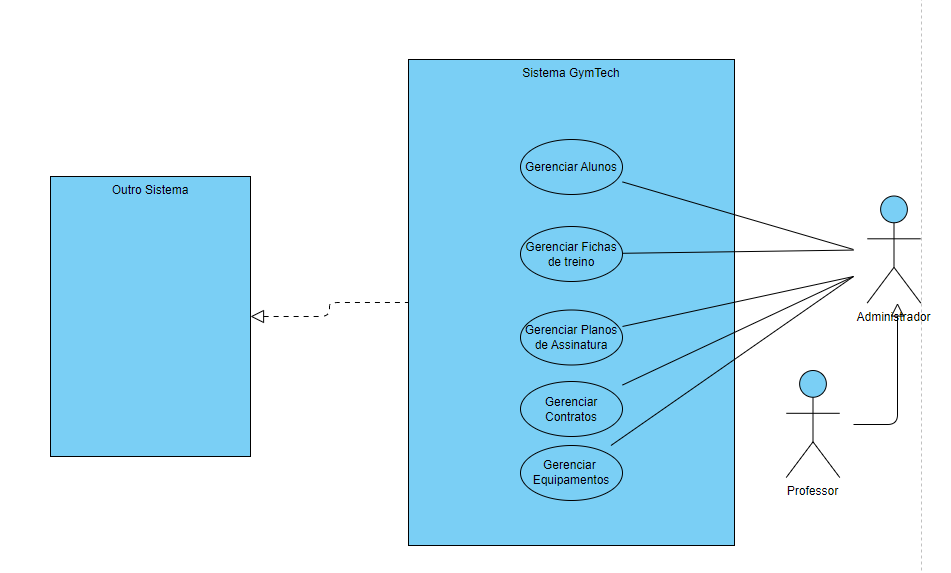 Sistema GymTech
Outro Sistema
Gerenciar Alunos
Gerenciar Fichas
de treino
Gerenciar Planos
de Assinatura
Gerenciar
Contratos
Gerenciar
Equipamentos
Administrador
Professor